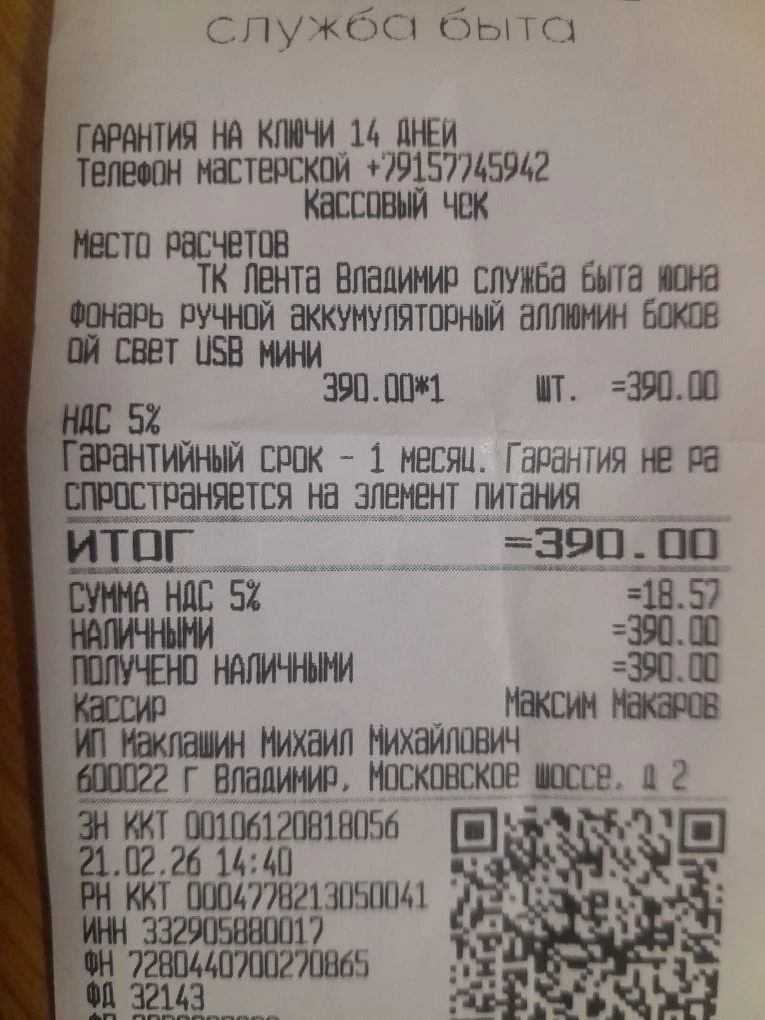 служба быта
ГАРАНТИЯ НА КЛЮЧИ 14 ДНЕЙ
Телефон мастерской +79157745942
Кассовый чек
Место расчетов
ТК Лента Владимир служба быта юона
Фонарь ручной аккумуляторный аллюмин боков
ой свет USB мини
390.00*1 шт. =390.00
НДС 5%
Гарантийный срок - 1 месяц. Гарантия не ра
спространяется на элемент питания
ИТОГ =390.00
СУММА НДС 5% =18.57
НАЛИЧНЫМИ =390.00
ПОЛУЧЕНО НАЛИЧНЫМИ =390.00
Кассир Максим Макаров
ИП Маклашин Михаил Михайлович
600022 г Владимир, Московское шоссе, д 2
ЗН ККТ 00106120818056
21.02.26 14:40
РН ККТ 0004778213050041
ИНН 332905880017
ФН 7280440700270865
ФД 32143